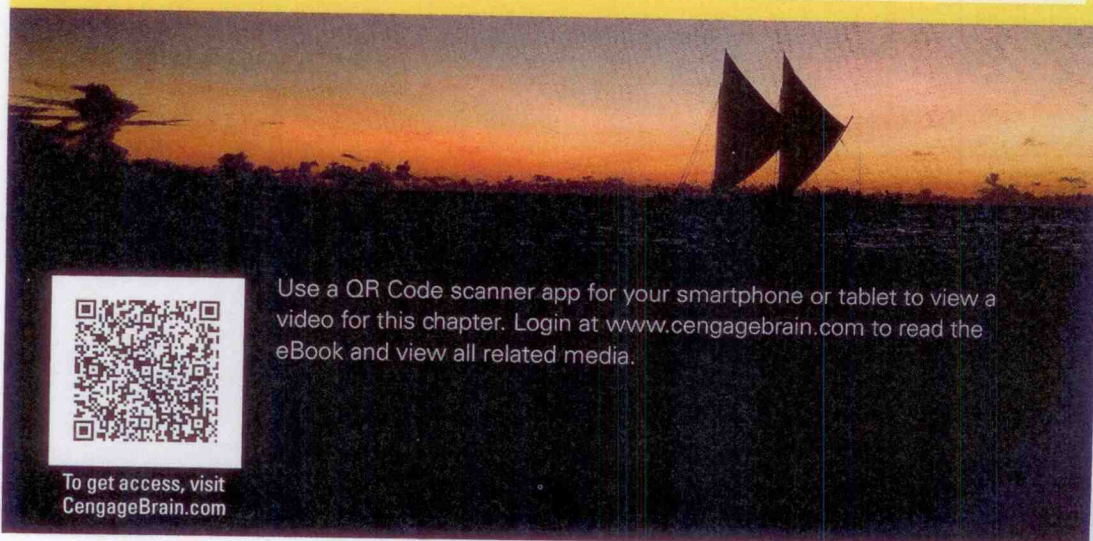 Use a QR Code scanner app for your smartphone or tablet to view a
video for this chapter. Login at www.cengagebrain.com to read the
eBook and view all related media.
To get access, visit
CengageBrain.com